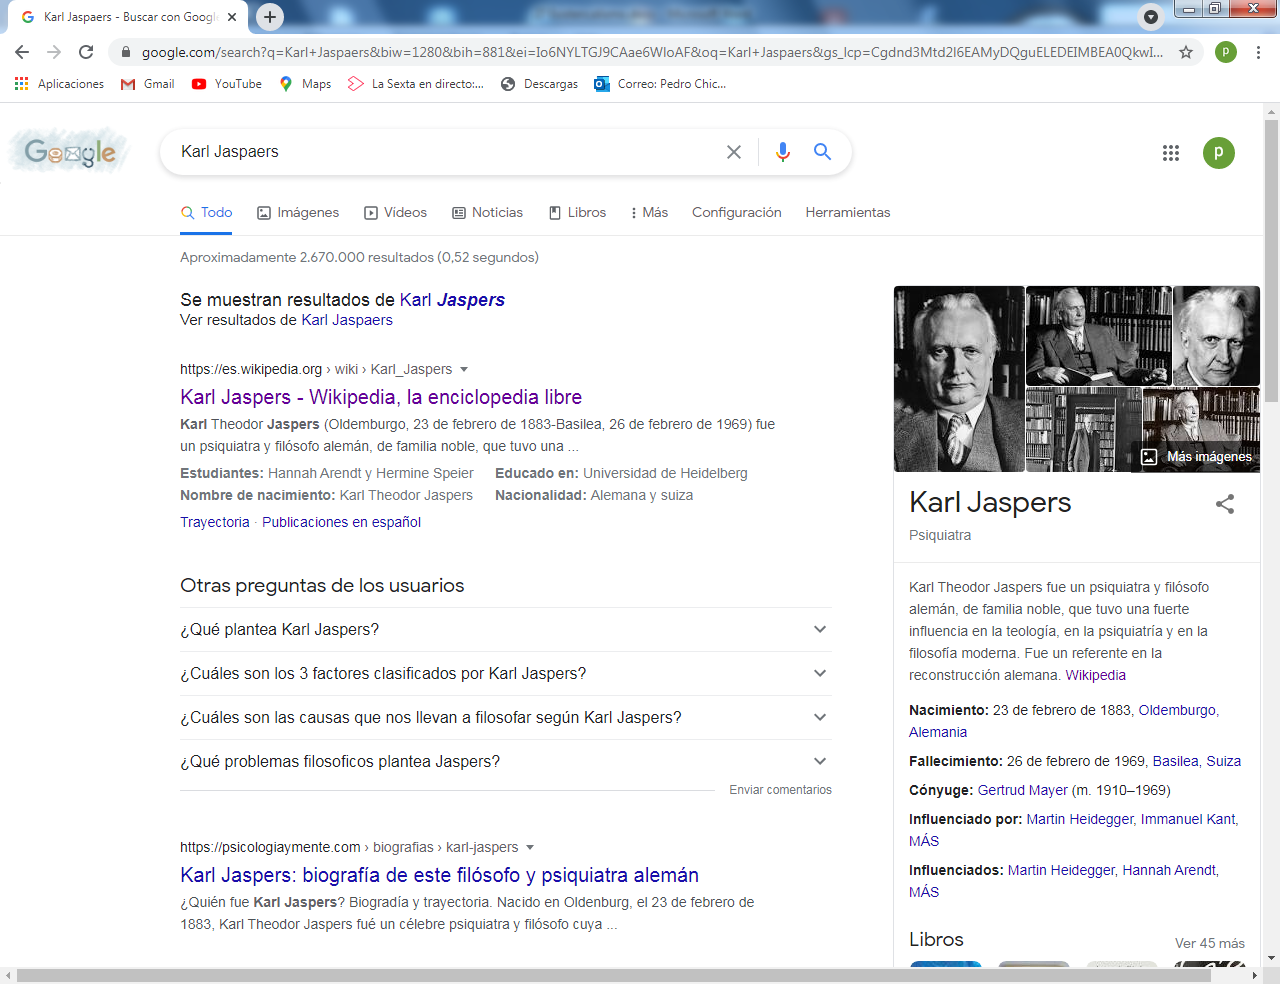 Karl Jaspaers - Buscar con Google
google.com/search?q=Karl+Jaspaers&biw=1280&bih=881&ei=Io6NYLTGJ9CAae6WIoAF&oq=Karl+Jaspaers&gs_lcp=Cgdnd3Mtd2l6EAMyDQguELEDEIMBEA0QkwI...
P
Aplicaciones
Gmail
YouTube
Maps
La Sexta en directo:...
Descargas
Correo: Pedro Chic...
Google
Karl Jaspaers
P
Todo
Imágenes
Vídeos
Noticias
Libros
Más
Configuración
Herramientas
Aproximadamente 2.670.000 resultados (0,52 segundos)
Se muestran resultados de Karl Jaspers
Ver resultados de Karl Jaspaers
https://es.wikipedia.org › wiki › Karl_Jaspers
Karl Jaspers - Wikipedia, la enciclopedia libre
Karl Theodor Jaspers (Oldemburgo, 23 de febrero de 1883-Basilea, 26 de febrero de 1969) fue
un psiquiatra y filósofo alemán, de familia noble, que tuvo una ...
Estudiantes: Hannah Arendt y Hermine Speier
Educado en: Universidad de Heidelberg
Nombre de nacimiento: Karl Theodor Jaspers
Nacionalidad: Alemana y suiza
Trayectoria · Publicaciones en español
Otras preguntas de los usuarios
¿Qué plantea Karl Jaspers?
¿Cuáles son los 3 factores clasificados por Karl Jaspers?
¿Cuáles son las causas que nos llevan a filosofar según Karl Jaspers?
¿Qué problemas filosoficos plantea Jaspers?
Enviar comentarios
https://psicologiaymente.com › biografias › karl-jaspers
Karl Jaspers: biografía de este filósofo y psiquiatra alemán
¿Quién fue Karl Jaspers? Biogradía y trayectoria. Nacido en Oldenburg, el 23 de febrero de
1883, Karl Theodor Jaspers fué un célebre psiquiatra y filósofo cuya ...
Más imágenes
Karl Jaspers
Psiquiatra
Karl Theodor Jaspers fue un psiquiatra y filósofo
alemán, de familia noble, que tuvo una fuerte
influencia en la teología, en la psiquiatría y en la
filosofía moderna. Fue un referente en la
reconstrucción alemana. Wikipedia
Nacimiento: 23 de febrero de 1883, Oldemburgo,
Alemania
Fallecimiento: 26 de febrero de 1969, Basilea, Suiza
Cónyuge: Gertrud Mayer (m. 1910–1969)
Influenciado por: Martin Heidegger, Immanuel Kant,
MÁS
Influenciados: Martin Heidegger, Hannah Arendt,
MÁS
Libros
Ver 45 más